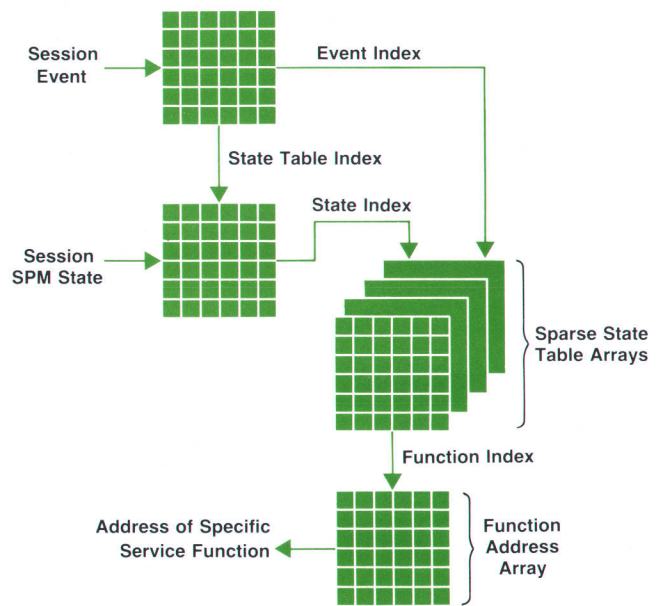 Session
Event
Event Index
State Table Index
State Index
Session
SPM State
Sparse State
Table Arrays
Function Index
Address of Specific
Service Function
Function
Address
Array